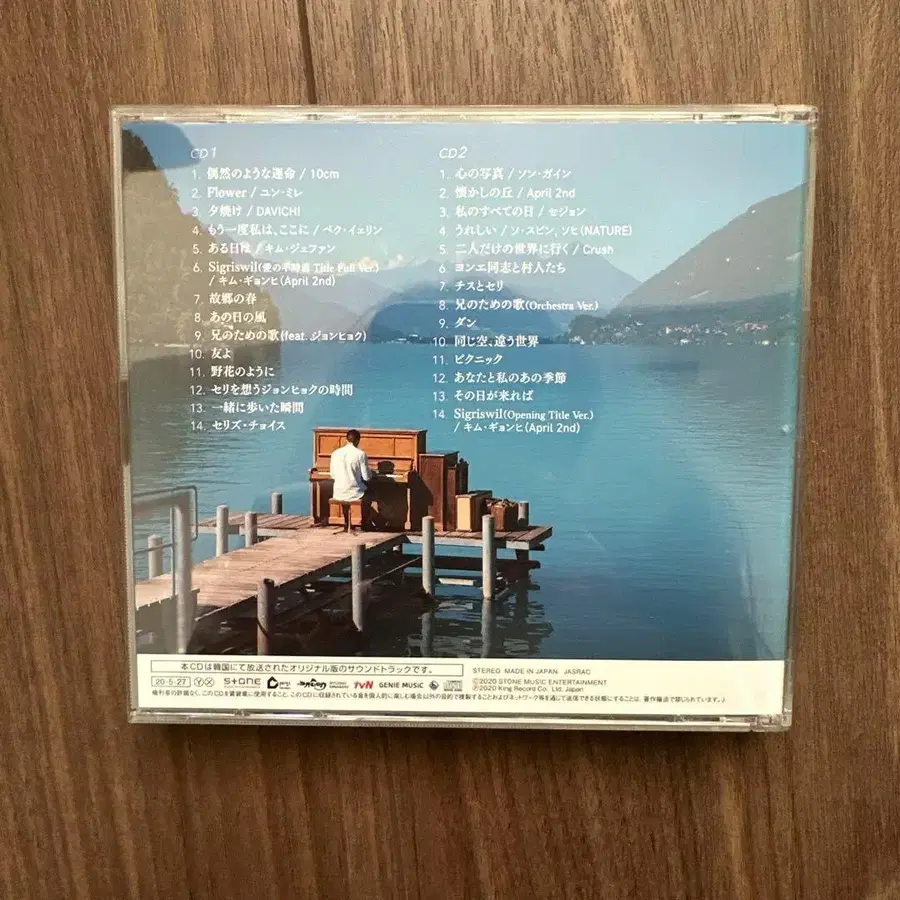 CD1
1. 偶然のような運命 / 10cm
2. Flower / ユン・ミレ
3. 夕焼け / DAVICHI
4. もう一度私は、ここに / ペク・イェリン
5. ある日は / キム・ジェファン
6. Sigriswil(愛の不時着 Title Full Ver.)
/ キム・ギョンヒ(April 2nd)
7. 故郷の春
8. あの日の風
9. 兄のための歌(feat. ジョンヒョク)
10. 友よ
11. 野花のように
12. セリを想うジョンヒョクの時間
13. 一緒に歩いた瞬間
14. セリズ・チョイス
CD2
1. 心の写真 / ソン・ガイン
2. 懐かしの丘 / April 2nd
3. 私のすべての日 / セジョン
4. うれしい / ソ・スピン, ソヒ(NATURE)
5. 二人だけの世界に行く / Crush
6. ヨンエ同志と村人たち
7. チスとセリ
8. 兄のための歌(Orchestra Ver.)
9. ダン
10. 同じ空、違う世界
11. ピクニック
12. あなたと私のあの季節
13. その日が来れば
14. Sigriswil(Opening Title Ver.)
/ キム・ギョンヒ(April 2nd)
本CDは韓国にて放送されたオリジナル版のサウンドトラックです。
STEREO MADE IN JAPAN JASRAC
20・5・27 Ⓨ Ⓧ STONE tvN GENIE MUSIC
Ⓒ2020 STONE MUSIC ENTERTAINMENT
Ⓟ2020 King Record Co. Ltd. Japan